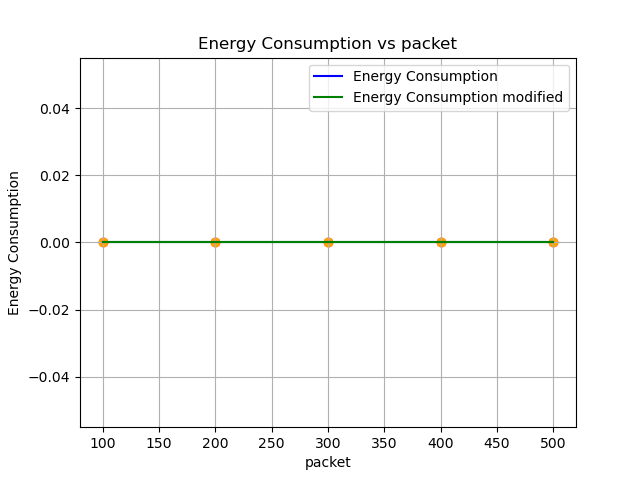 Energy Consumption vs packet
Energy Consumption
Energy Consumption modified
0.04
0.02
0.00
−0.02
−0.04
Energy Consumption
100 150 200 250 300 350 400 450 500
packet